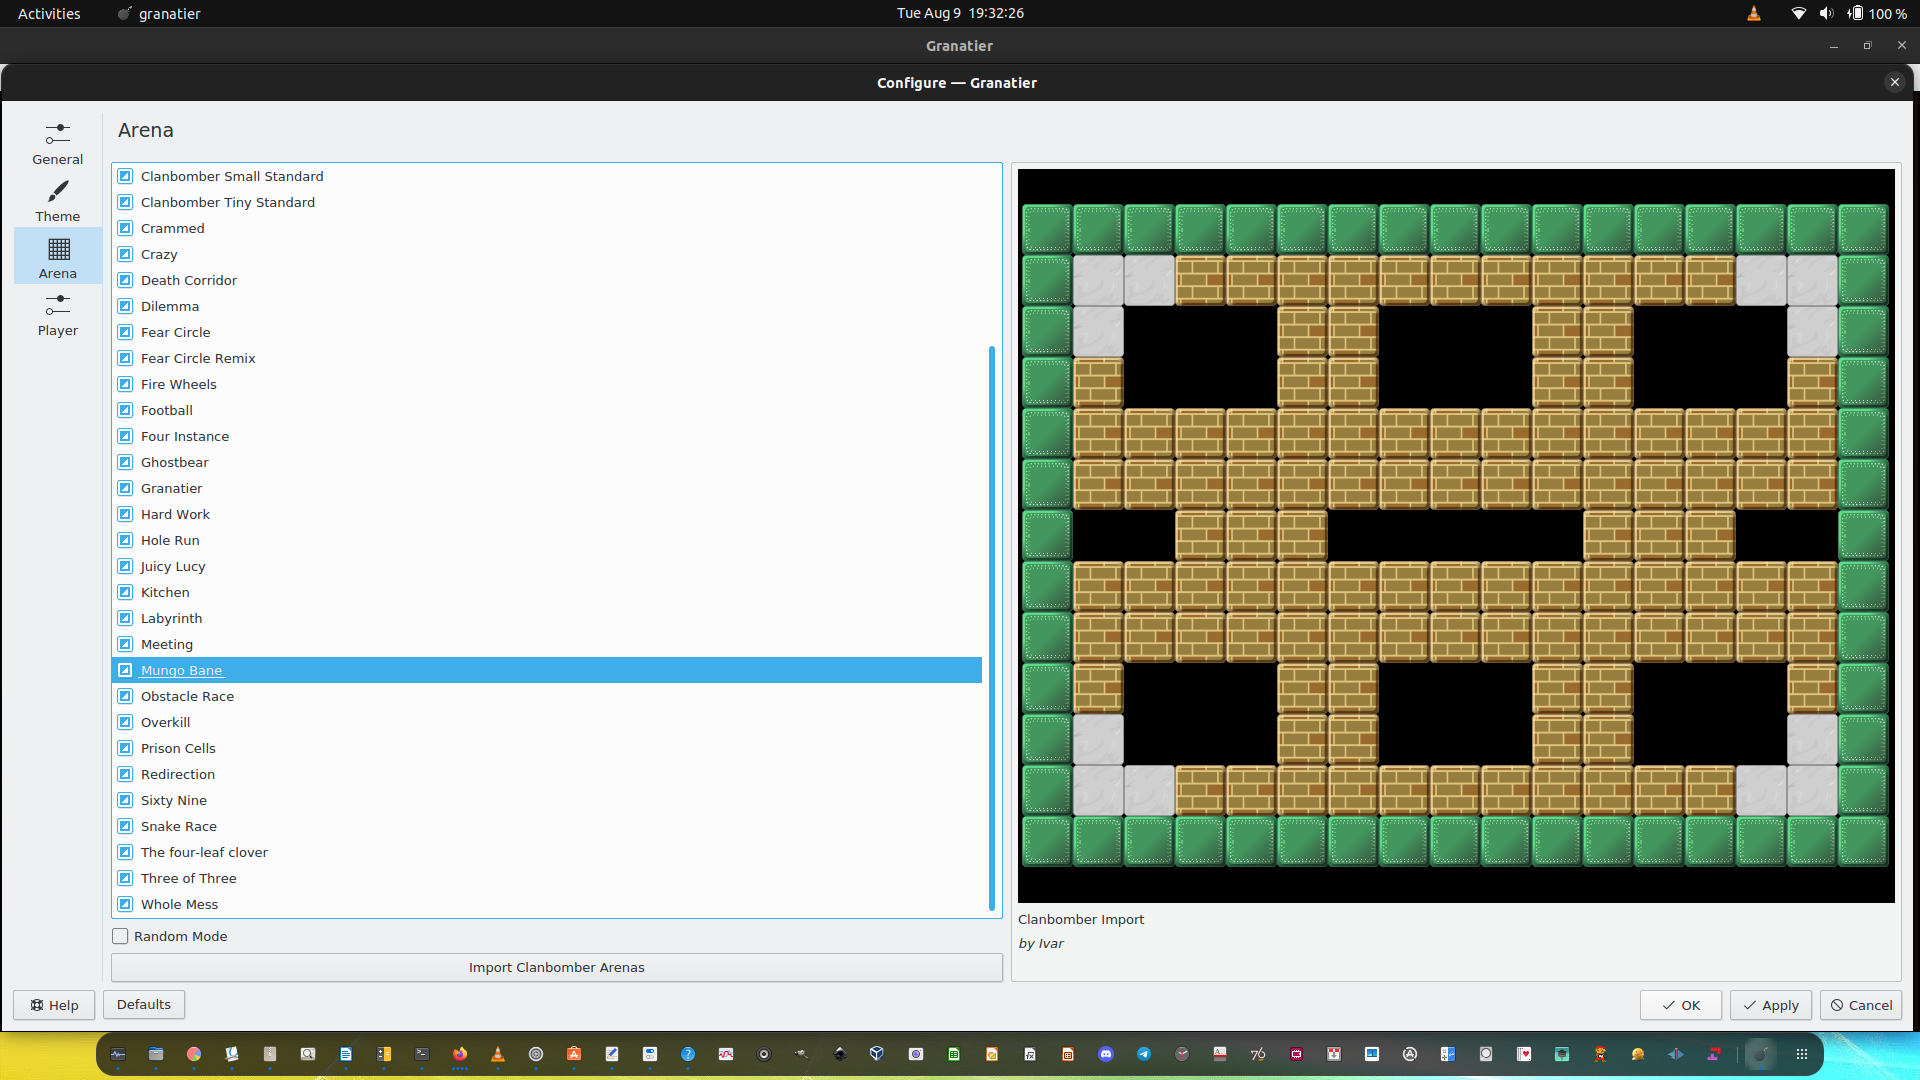 Activities
granatier
Tue Aug 9 19:32:26
100 %
Granatier
Configure — Granatier
General
Theme
Arena
Player
Arena
Clanbomber Small Standard
Clanbomber Tiny Standard
Crammed
Crazy
Death Corridor
Dilemma
Fear Circle
Fear Circle Remix
Fire Wheels
Football
Four Instance
Ghostbear
Granatier
Hard Work
Hole Run
Juicy Lucy
Kitchen
Labyrinth
Meeting
Mungo Bane
Obstacle Race
Overkill
Prison Cells
Redirection
Sixty Nine
Snake Race
The four-leaf clover
Three of Three
Whole Mess
Random Mode
Import Clanbomber Arenas
Clanbomber Import
by Ivar
Help
Defaults
OK
Apply
Cancel